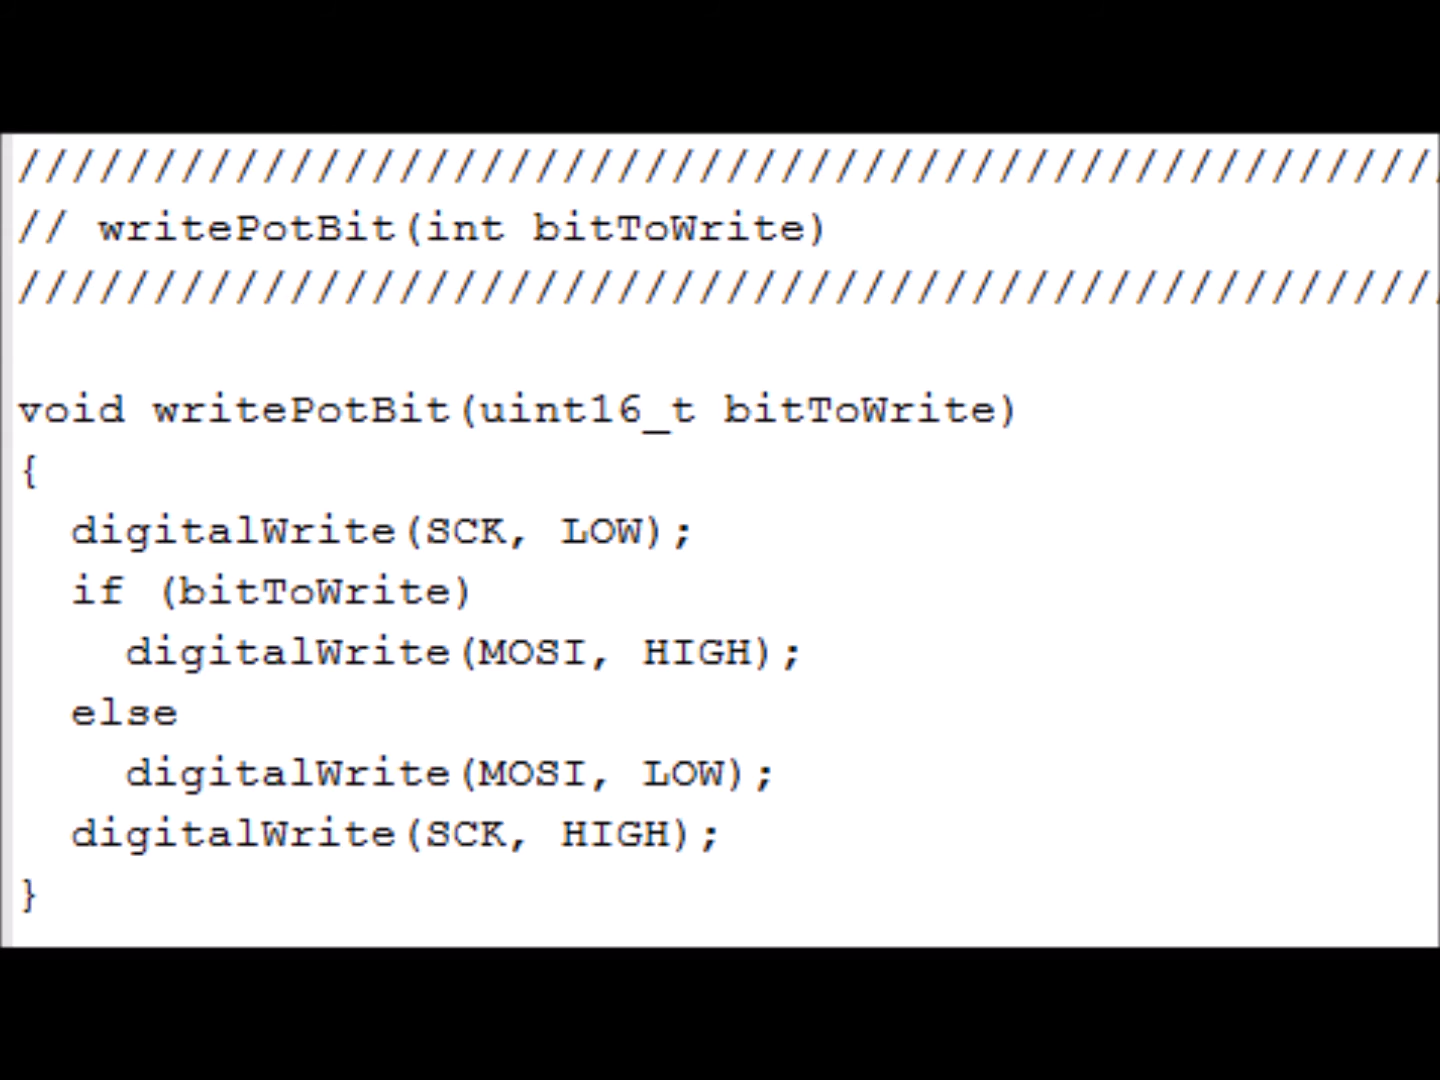 ////////////////////////////////////////////////////
// writePotBit(int bitToWrite)
////////////////////////////////////////////////////
void writePotBit(uint16_t bitToWrite)
{
  digitalWrite(SCK, LOW);
  if (bitToWrite)
    digitalWrite(MOSI, HIGH);
  else
    digitalWrite(MOSI, LOW);
  digitalWrite(SCK, HIGH);
}